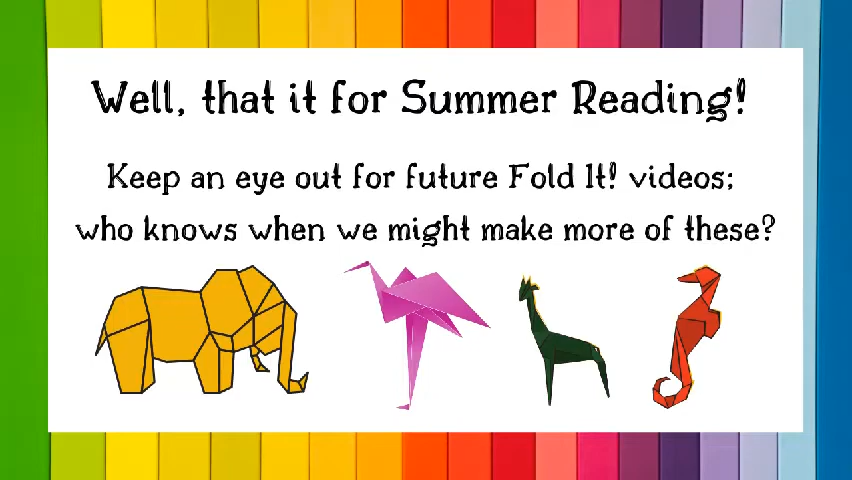 Well, that it for Summer Reading!
Keep an eye out for future Fold It! videos;
who knows when we might make more of these?